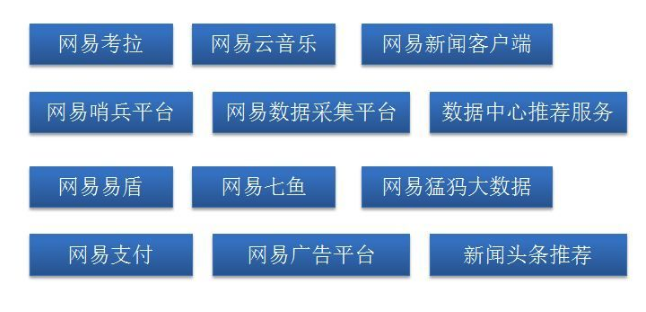 网易考拉 网易云音乐 网易新闻客户端
网易哨兵平台 网易数据采集平台 数据中心推荐服务
网易易盾 网易七鱼 网易猛犸大数据
网易支付 网易广告平台 新闻头条推荐